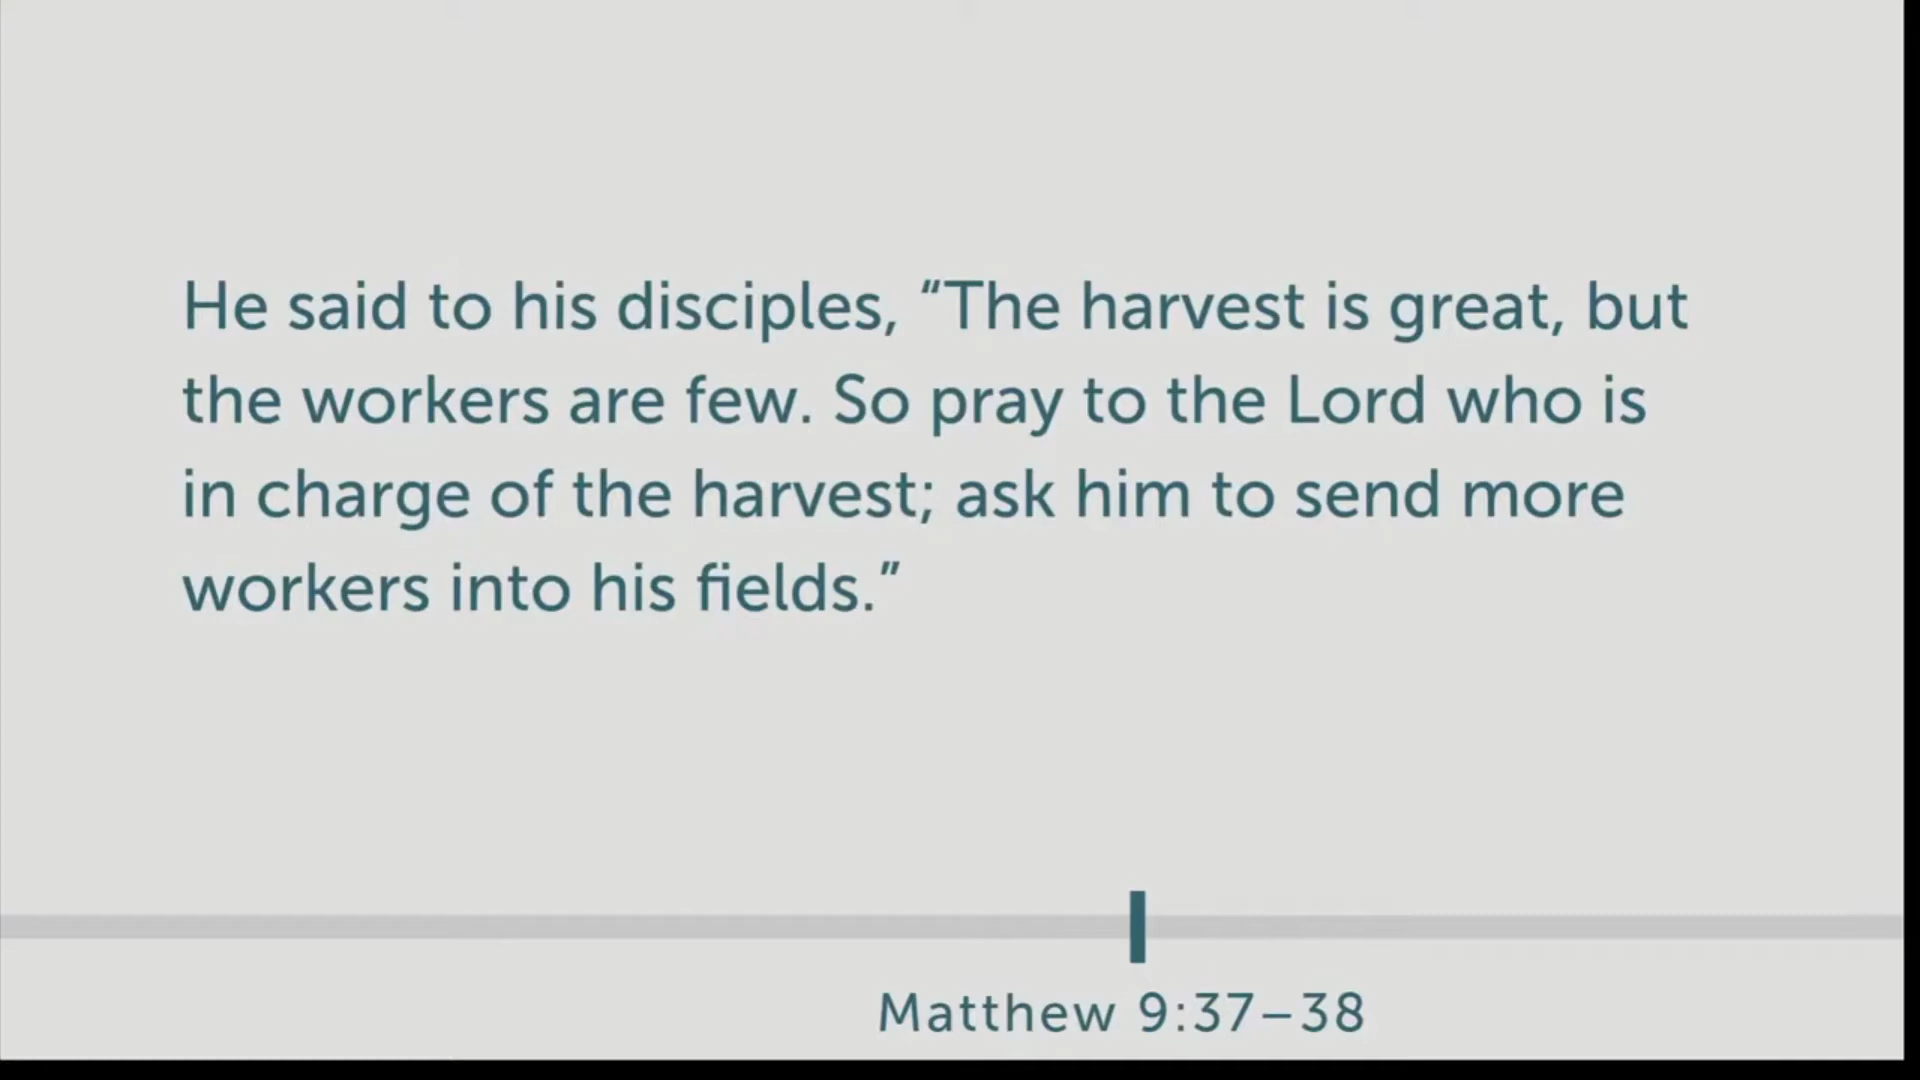 He said to his disciples, “The harvest is great, but
the workers are few. So pray to the Lord who is
in charge of the harvest; ask him to send more
workers into his fields.”
Matthew 9:37–38